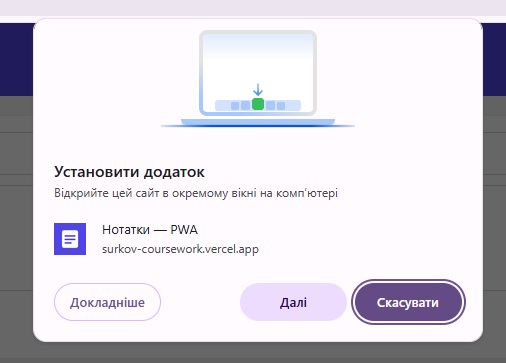 Установити додаток
Відкрийте цей сайт в окремому вікні на комп’ютері
Нотатки — PWA
surkov-coursework.vercel.app
Докладніше
Далі
Скасувати